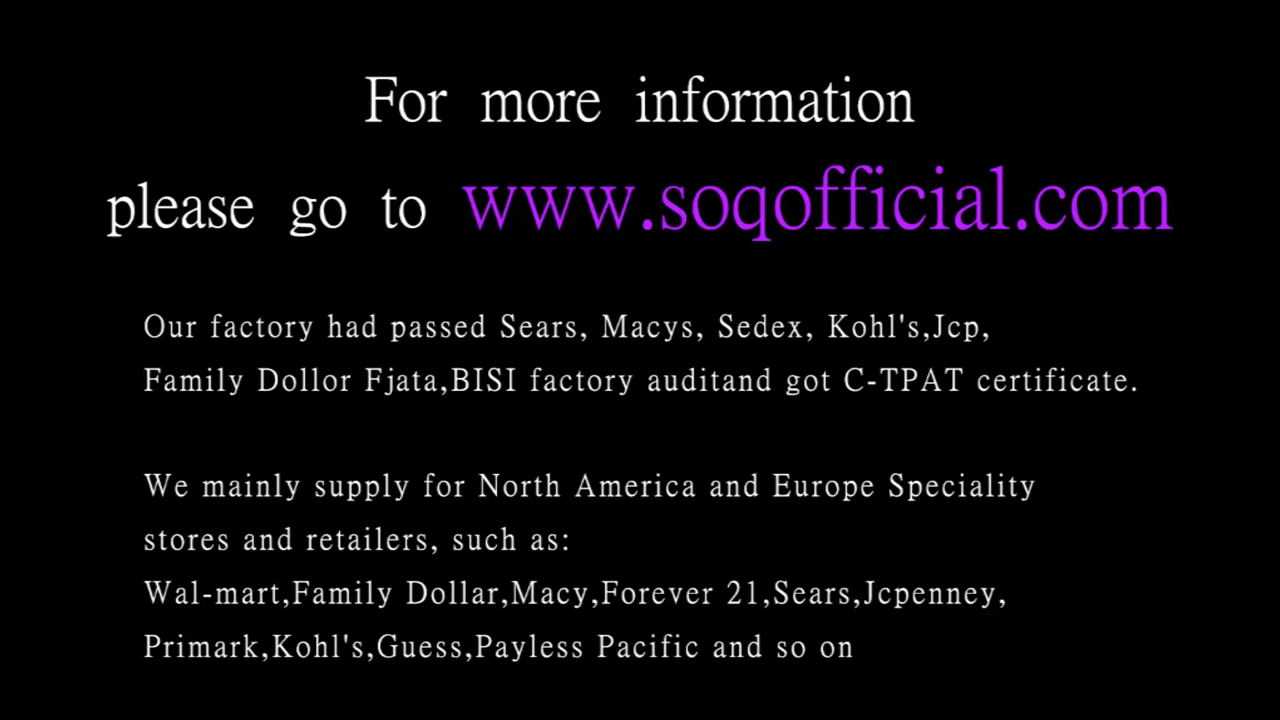 For more information
please go to www.soqofficial.com
Our factory had passed Sears, Macys, Sedex, Kohl's,Jcp,
Family Dollor Fjata,BISI factory auditand got C-TPAT certificate.
We mainly supply for North America and Europe Speciality
stores and retailers, such as:
Wal-mart,Family Dollar,Macy,Forever 21,Sears,Jcpenney,
Primark,Kohl's,Guess,Payless Pacific and so on